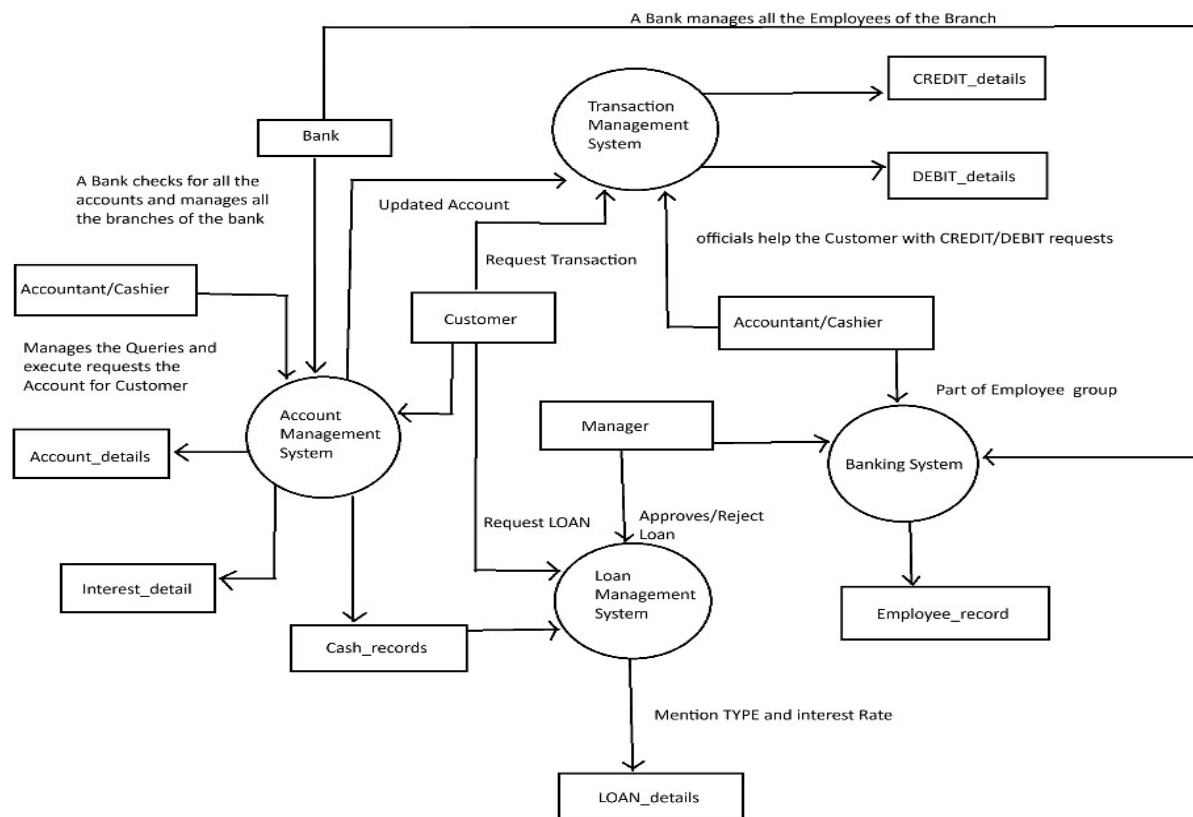 A Bank manages all the Employees of the Branch
CREDIT_details
Transaction
Management
System
Bank
DEBIT_details
A Bank checks for all the
accounts and manages all
the branches of the bank
Updated Account
officials help the Customer with CREDIT/DEBIT requests
Request Transaction
Accountant/Cashier
Customer
Accountant/Cashier
Manages the Queries and
execute requests the
Account for Customer
Part of Employee group
Account
Management
System
Manager
Account_details
Banking System
Request LOAN
Approves/Reject
Loan
Interest_detail
Loan
Management
System
Employee_record
Cash_records
Mention TYPE and interest Rate
LOAN_details